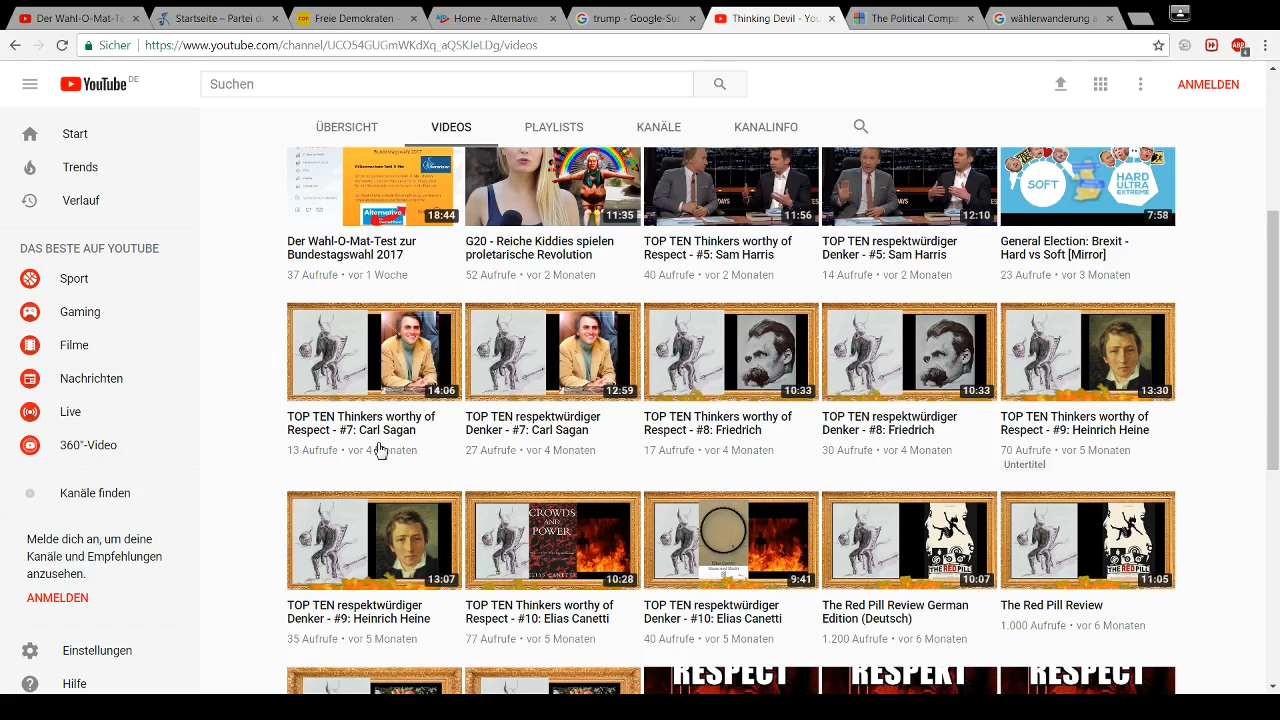 Der Wahl-O-Mat-Test zu
Startseite – Partei de
Freie Demokraten -
Home – Alternative
trump - Google-Suc
Thinking Devil - You
The Political Compa
wählerwanderung a
Sicher
https://www.youtube.com/channel/UCO54GUGmWKdXq_aQSKJeLDg/videos
YouTube DE
Suchen
ANMELDEN
ÜBERSICHT
VIDEOS
PLAYLISTS
KANÄLE
KANALINFO
Start
Trends
Verlauf
DAS BESTE AUF YOUTUBE
Sport
Gaming
Filme
Nachrichten
Live
360°-Video
Kanäle finden
Melde dich an, um deine
Kanäle und Empfehlungen
anzusehen.
ANMELDEN
Einstellungen
Hilfe
Bundestagswahl 2017
Alternative
18:44
11:35
11:56
12:10
SOFT
HARD
ULTRA
EXTREME
7:58
Der Wahl-O-Mat-Test zur
Bundestagswahl 2017
37 Aufrufe • vor 1 Woche
G20 - Reiche Kiddies spielen
proletarische Revolution
52 Aufrufe • vor 2 Monaten
TOP TEN Thinkers worthy of
Respect - #5: Sam Harris
40 Aufrufe • vor 2 Monaten
TOP TEN respektwürdiger
Denker - #5: Sam Harris
14 Aufrufe • vor 2 Monaten
General Election: Brexit -
Hard vs Soft [Mirror]
23 Aufrufe • vor 3 Monaten
14:06
12:59
10:33
10:33
13:30
TOP TEN Thinkers worthy of
Respect - #7: Carl Sagan
13 Aufrufe • vor 4 Monaten
TOP TEN respektwürdiger
Denker - #7: Carl Sagan
27 Aufrufe • vor 4 Monaten
TOP TEN Thinkers worthy of
Respect - #8: Friedrich
17 Aufrufe • vor 4 Monaten
TOP TEN respektwürdiger
Denker - #8: Friedrich
30 Aufrufe • vor 4 Monaten
TOP TEN Thinkers worthy of
Respect - #9: Heinrich Heine
70 Aufrufe • vor 5 Monaten
Untertitel
13:07
CROWDS
AND
POWER
ELIAS CANETTI
10:28
Elias Canetti
Masse und Macht
9:41
THE RED PILL
10:07
THE RED PILL
11:05
TOP TEN respektwürdiger
Denker - #9: Heinrich Heine
35 Aufrufe • vor 5 Monaten
TOP TEN Thinkers worthy of
Respect - #10: Elias Canetti
77 Aufrufe • vor 5 Monaten
TOP TEN respektwürdiger
Denker - #10: Elias Canetti
40 Aufrufe • vor 5 Monaten
The Red Pill Review German
Edition (Deutsch)
1.200 Aufrufe • vor 6 Monaten
The Red Pill Review
1.000 Aufrufe • vor 6 Monaten
RESPECT
RESPEKT
RESPECT